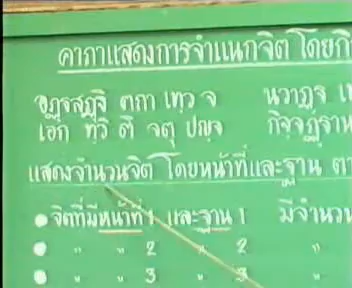 คาถาแสดงการจำแนกจิต โดยกิ
อฏฺฐสฏฺฐิ ตถา เทฺว จ นวาฏฺฐ เท
เอก ทฺวิ ติ จตุ ปญฺจ กิจฺจฏฺฐาน
แสดงจำนวนจิต โดยหน้าที่และฐาน ตา
จิตที่มีหน้าที่ 1 และฐาน 1 มีจำนวน
" " 2 " 2 "
" " 3 " 3 "